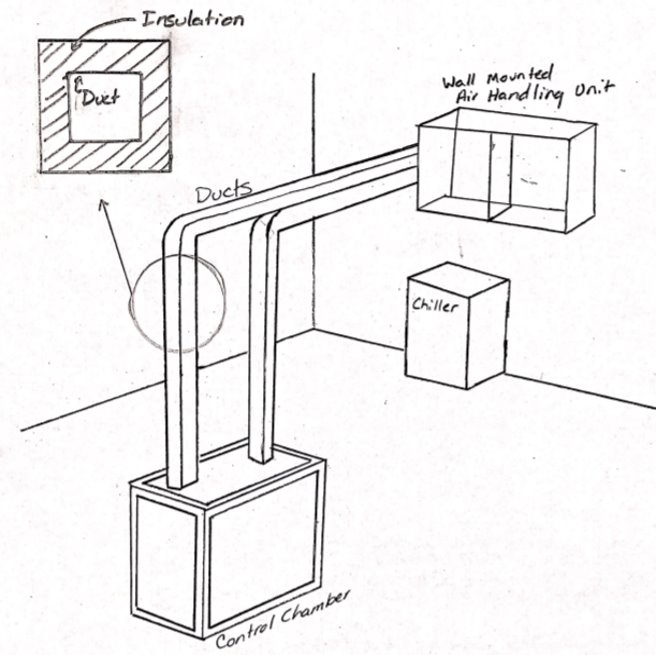 Insulation
Duct
Wall Mounted
Air Handling Unit
Ducts
Chiller
Control Chamber